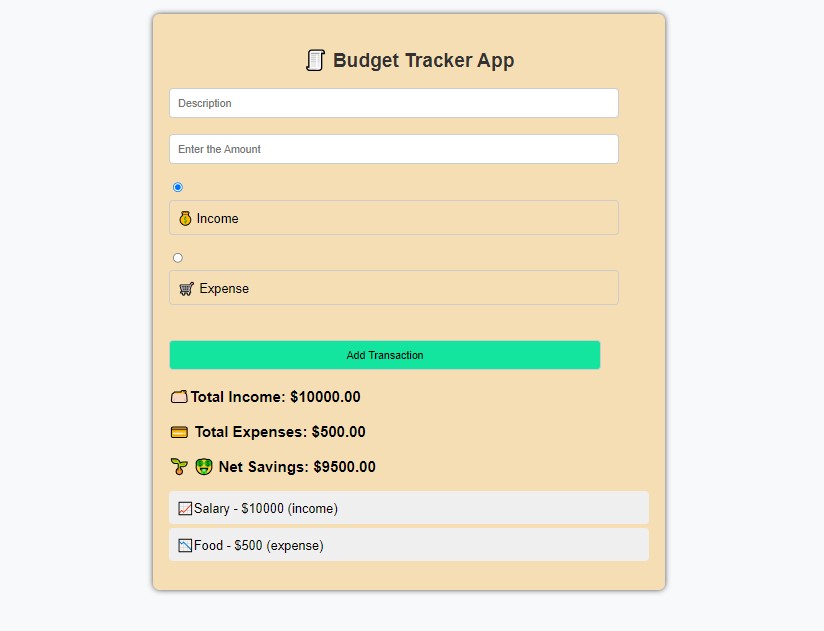 Budget Tracker App
Description
Enter the Amount
Income
Expense
Add Transaction
Total Income: $10000.00
Total Expenses: $500.00
Net Savings: $9500.00
Salary - $10000 (income)
Food - $500 (expense)